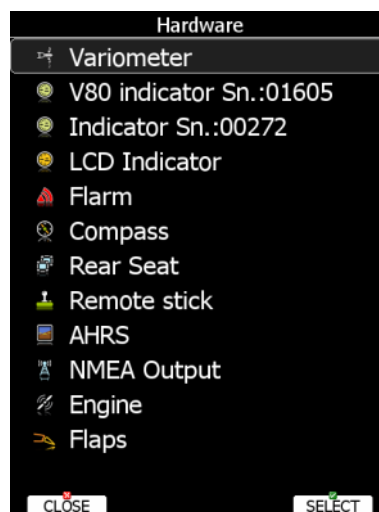 Hardware
Variometer
V80 indicator Sn.:01605
Indicator Sn.:00272
LCD Indicator
Flarm
Compass
Rear Seat
Remote stick
AHRS
NMEA Output
Engine
Flaps
CLOSE SELECT